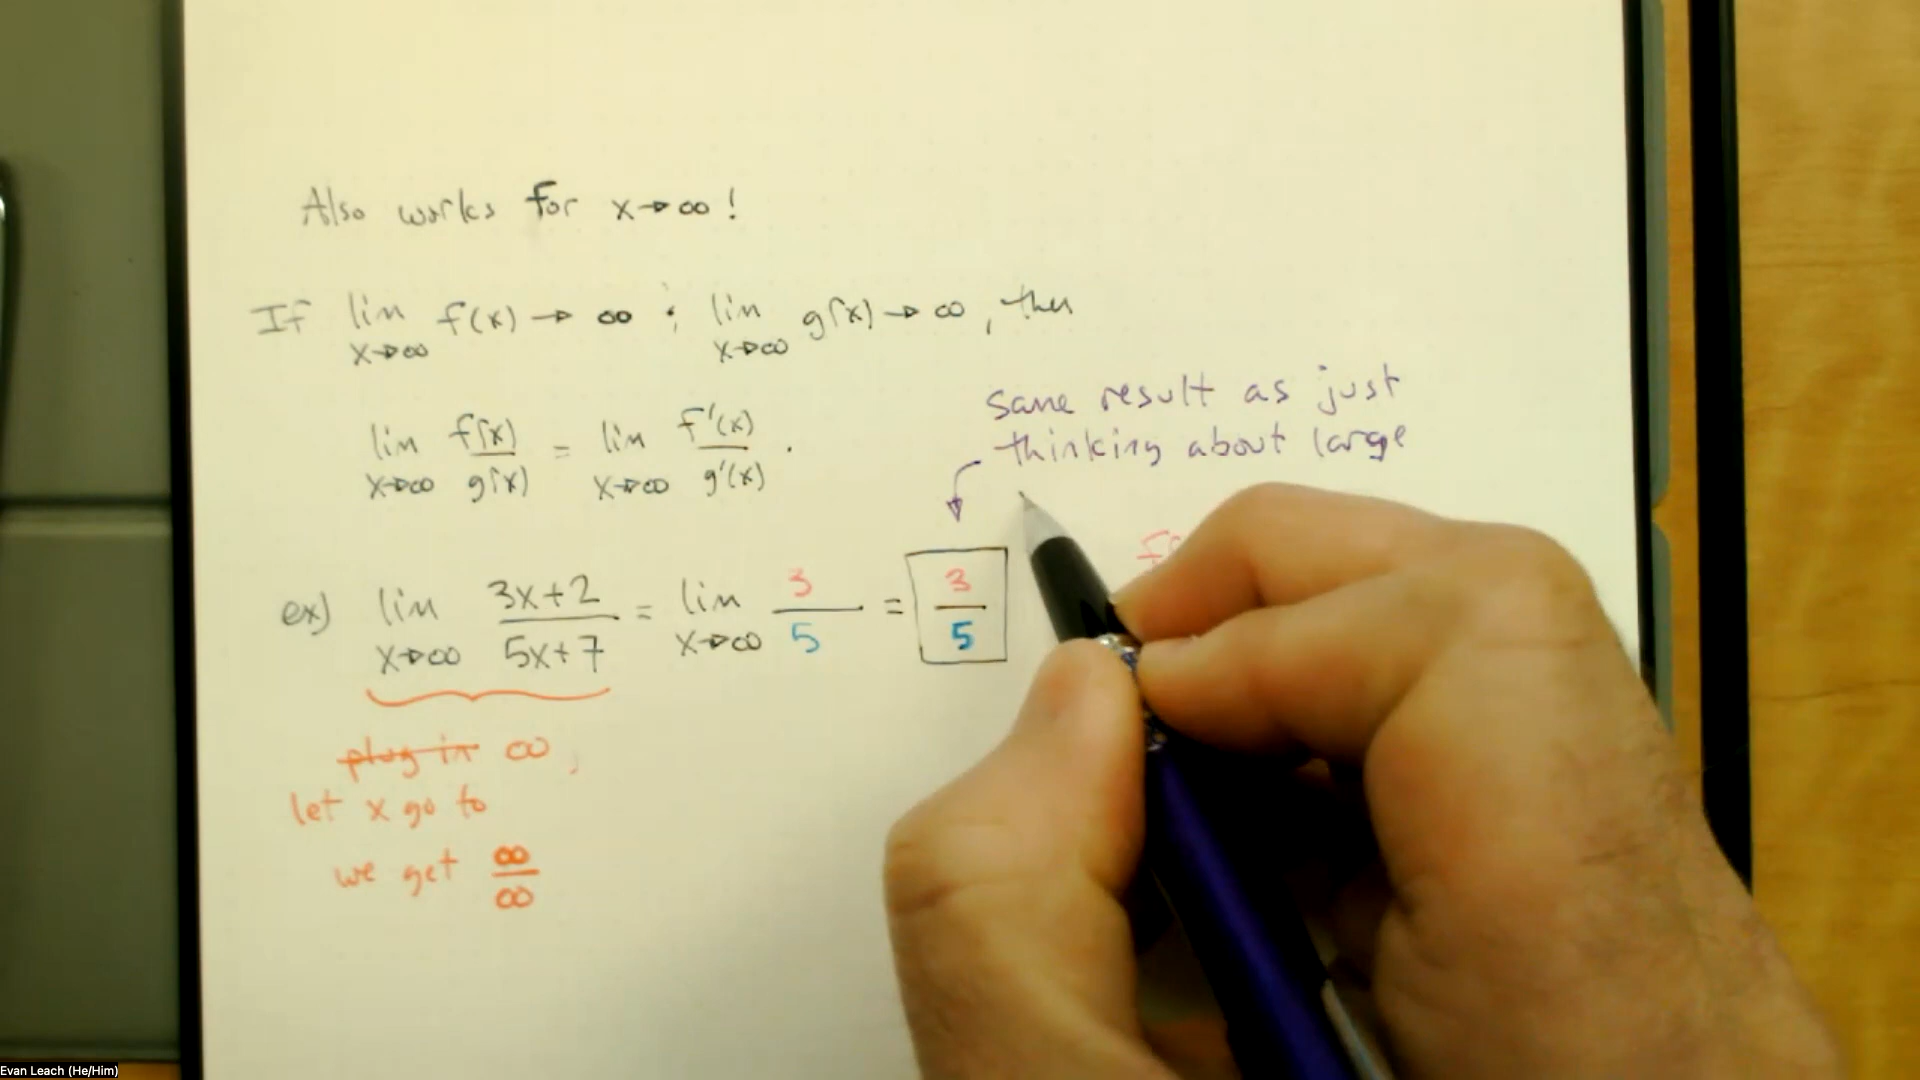 Also works for x→∞!
If lim x→∞ f(x) → ∞ ; lim x→∞ g(x) → ∞, then
lim x→∞ f(x)/g(x) = lim x→∞ f'(x)/g'(x).
Same result as just
thinking about large
ex) lim x→∞ (3x+2)/(5x+7) = lim x→∞ 3/5 = 3/5
plug in ∞,
let x go to
we get ∞/∞
Evan Leach (He/Him)